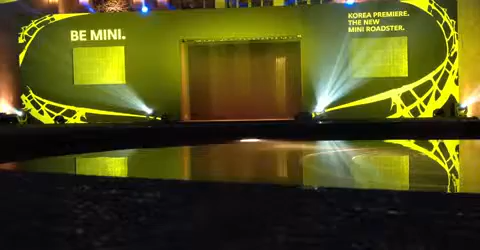 BE MINI.
KOREA PREMIERE.
THE NEW
MINI ROADSTER.